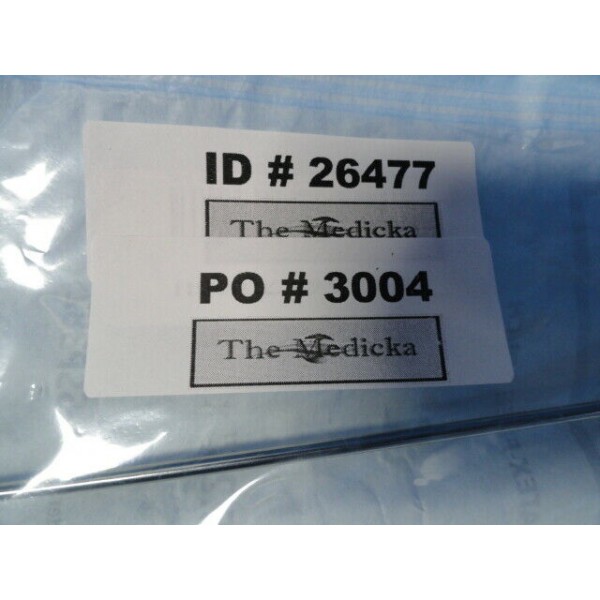 ID # 26477
The Medicka
PO # 3004
The Medicka